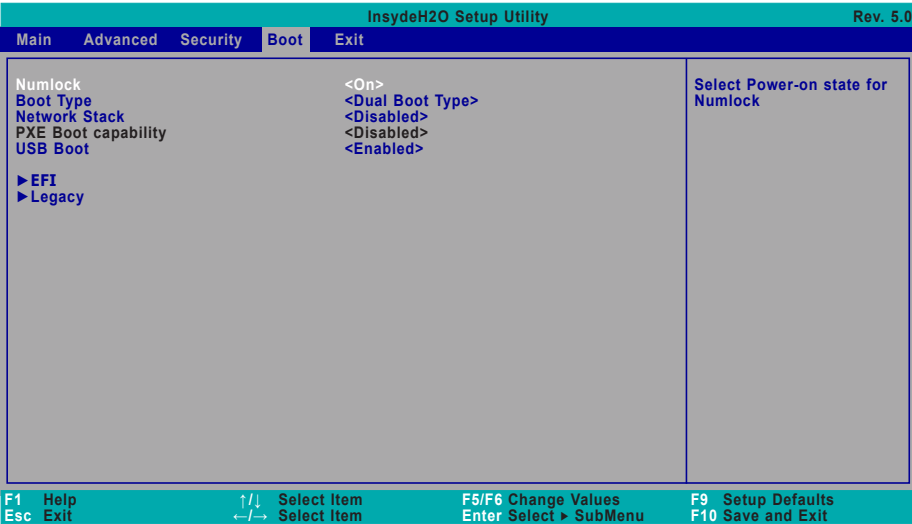 InsydeH2O Setup Utility Rev. 5.0
Main Advanced Security Boot Exit
Numlock <On>
Boot Type <Dual Boot Type>
Network Stack <Disabled>
PXE Boot capability <Disabled>
USB Boot <Enabled>
►EFI
►Legacy
Select Power-on state for
Numlock
F1 Help ↑/↓ Select Item F5/F6 Change Values F9 Setup Defaults
Esc Exit ←/→ Select Item Enter Select ► SubMenu F10 Save and Exit